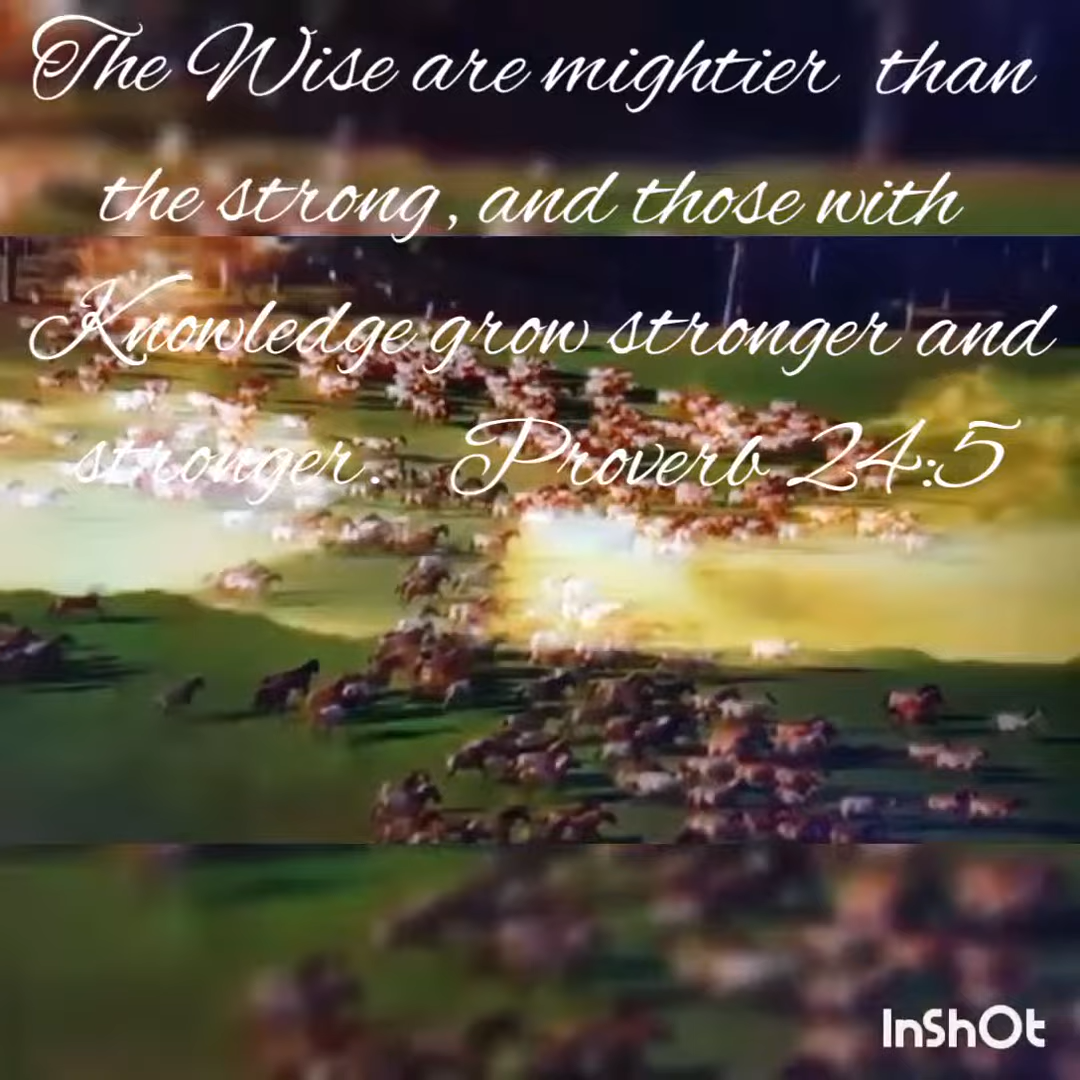 The Wise are mightier than
the strong, and those with
Knowledge grow stronger and
stronger. Proverb 24:5
InShOt